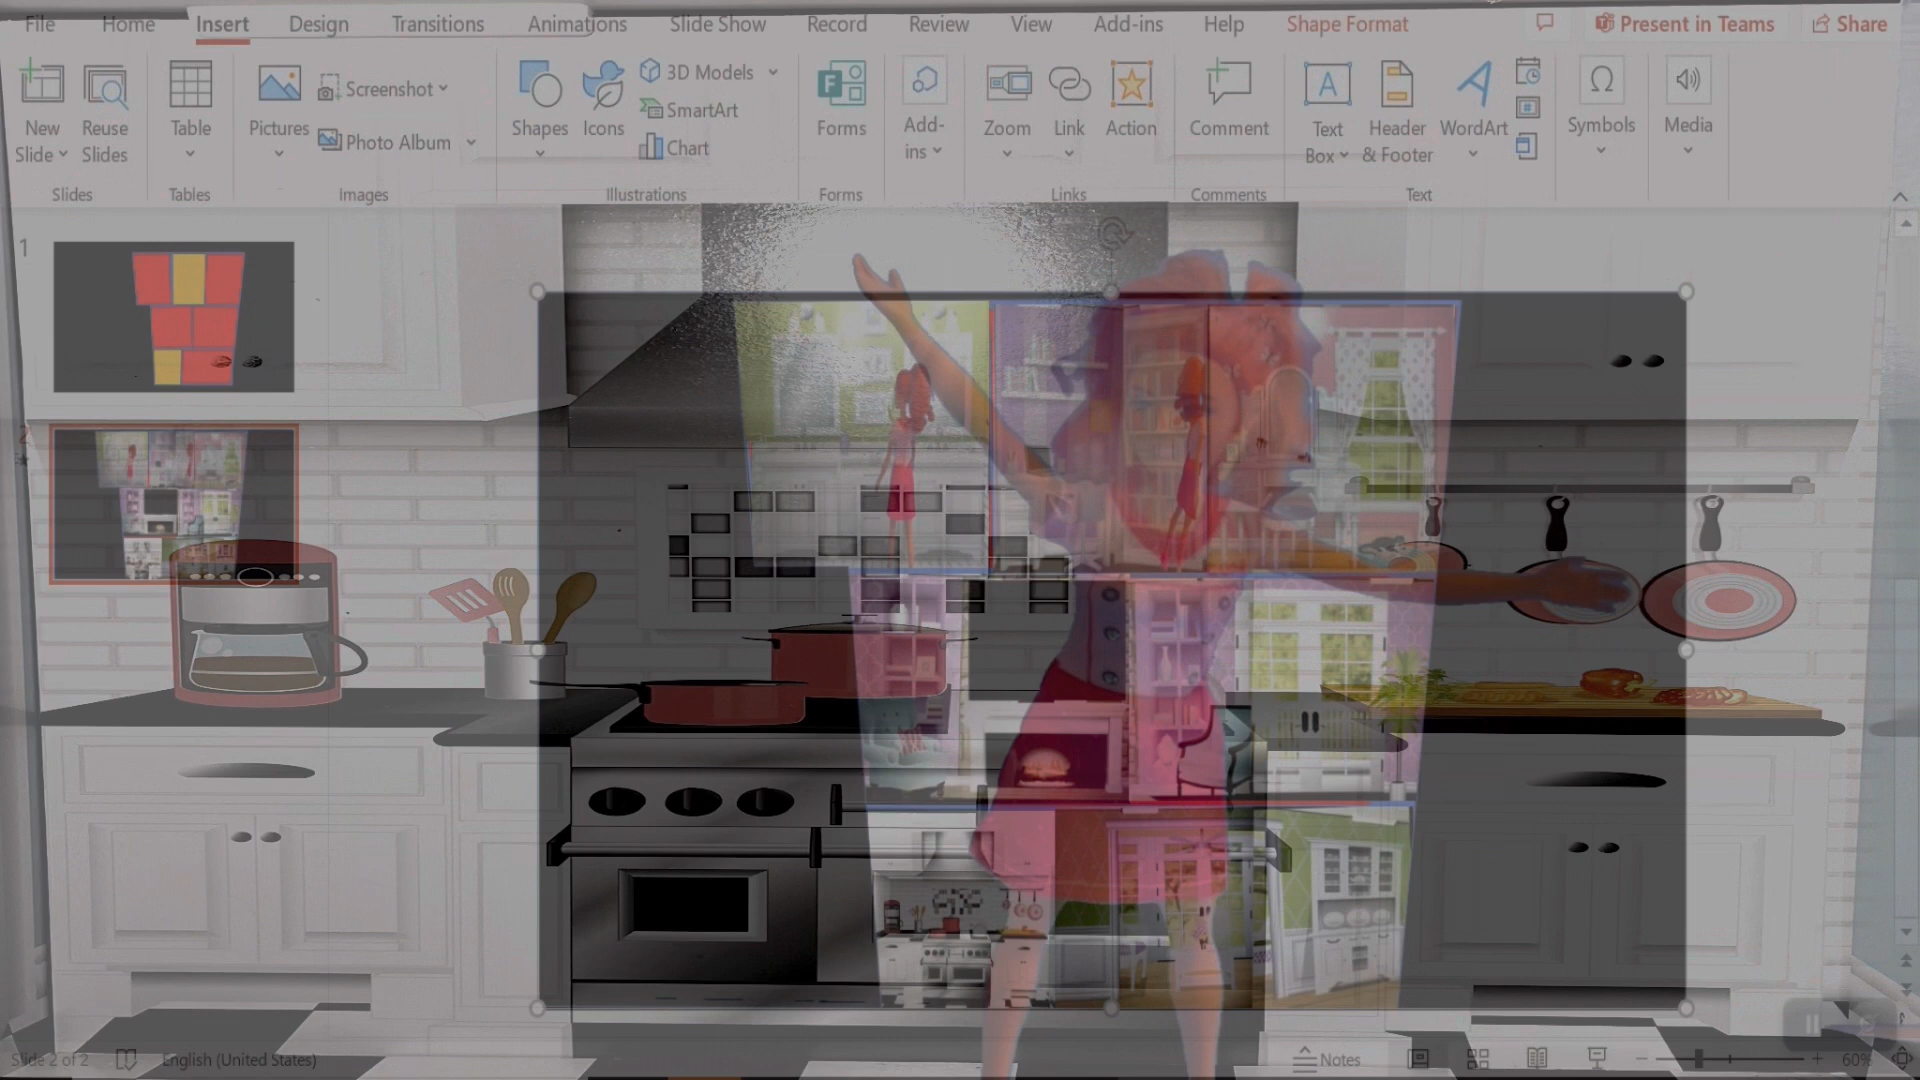 File Home Insert Design Transitions Animations Slide Show Record Review View Add-ins Help Shape Format Present in Teams Share
New Slide
Reuse Slides
Table
Pictures
Screenshot
Photo Album
Shapes
Icons
3D Models
SmartArt
Chart
Forms
Add-ins
Zoom
Link
Action
Comment
Text Box
Header & Footer
WordArt
Symbols
Media
Slides Tables Images Illustrations Forms Links Comments Text
1
2
Slide 2 of 2 English (United States) Notes 60%